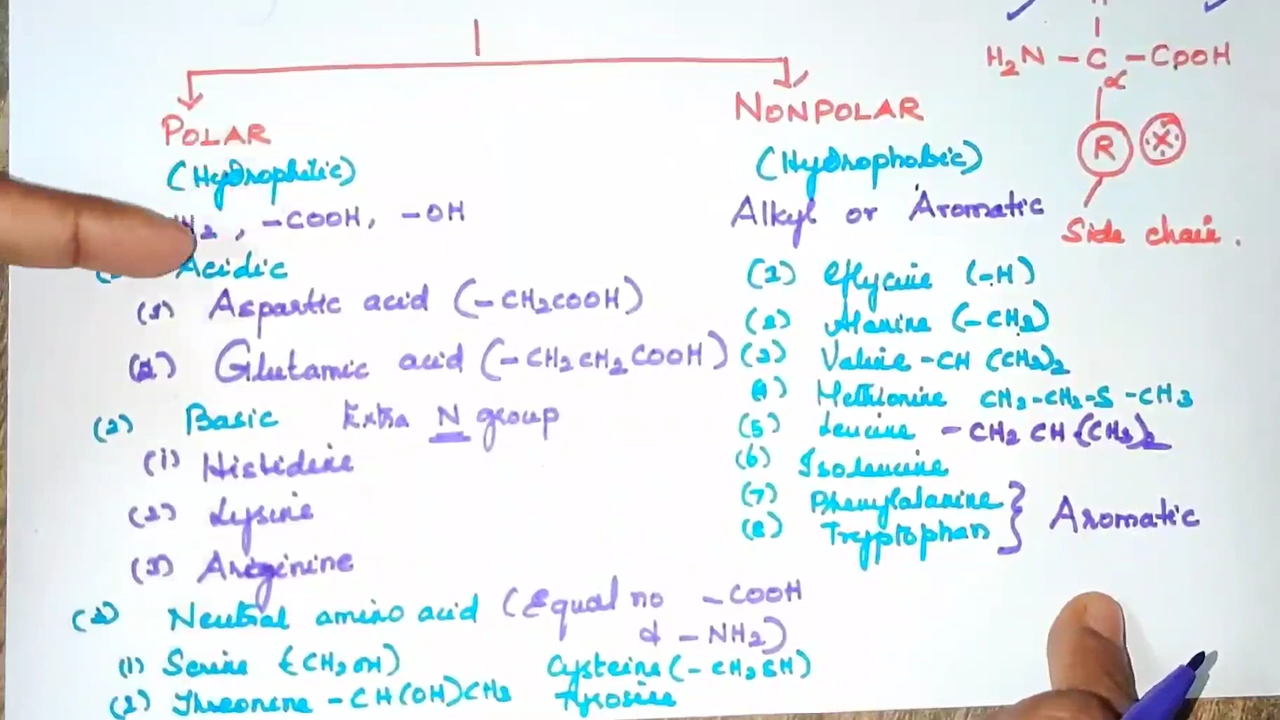 H₂N – C – COOH
α
R
Side chain.
POLAR
(Hydrophilic)
H₂, –COOH, –OH
Acidic
(1) Aspartic acid (–CH₂COOH)
(2) Glutamic acid (–CH₂CH₂COOH)
(2) Basic Extra N group
(1) Histidine
(2) Lysine
(3) Arginine
(3) Neutral amino acid (Equal no –COOH
& –NH₂)
(1) Serine (CH₂OH) Cysteine (–CH₂SH)
(2) Threonine –CH(OH)CH₃ Tyrosine
NONPOLAR
(Hydrophobic)
Alkyl or Aromatic
(1) Glycine (–H)
(2) Alanine (–CH₃)
(3) Valine –CH (CH₃)₂
(4) Methionine CH₂–CH₂–S–CH₃
(5) Leucine –CH₂ CH (CH₃)₂
(6) Isoleucine
(7) Phenylalanine
(8) Tryptophan } Aromatic